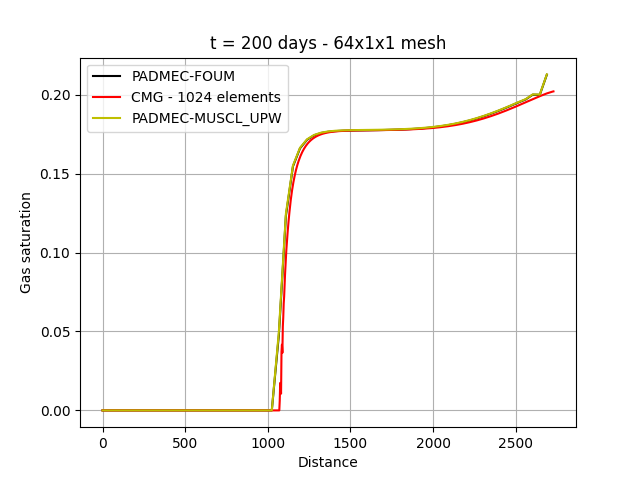 t = 200 days - 64x1x1 mesh
PADMEC-FOUM
CMG - 1024 elements
PADMEC-MUSCL_UPW
Gas saturation
0.20
0.15
0.10
0.05
0.00
0 500 1000 1500 2000 2500
Distance